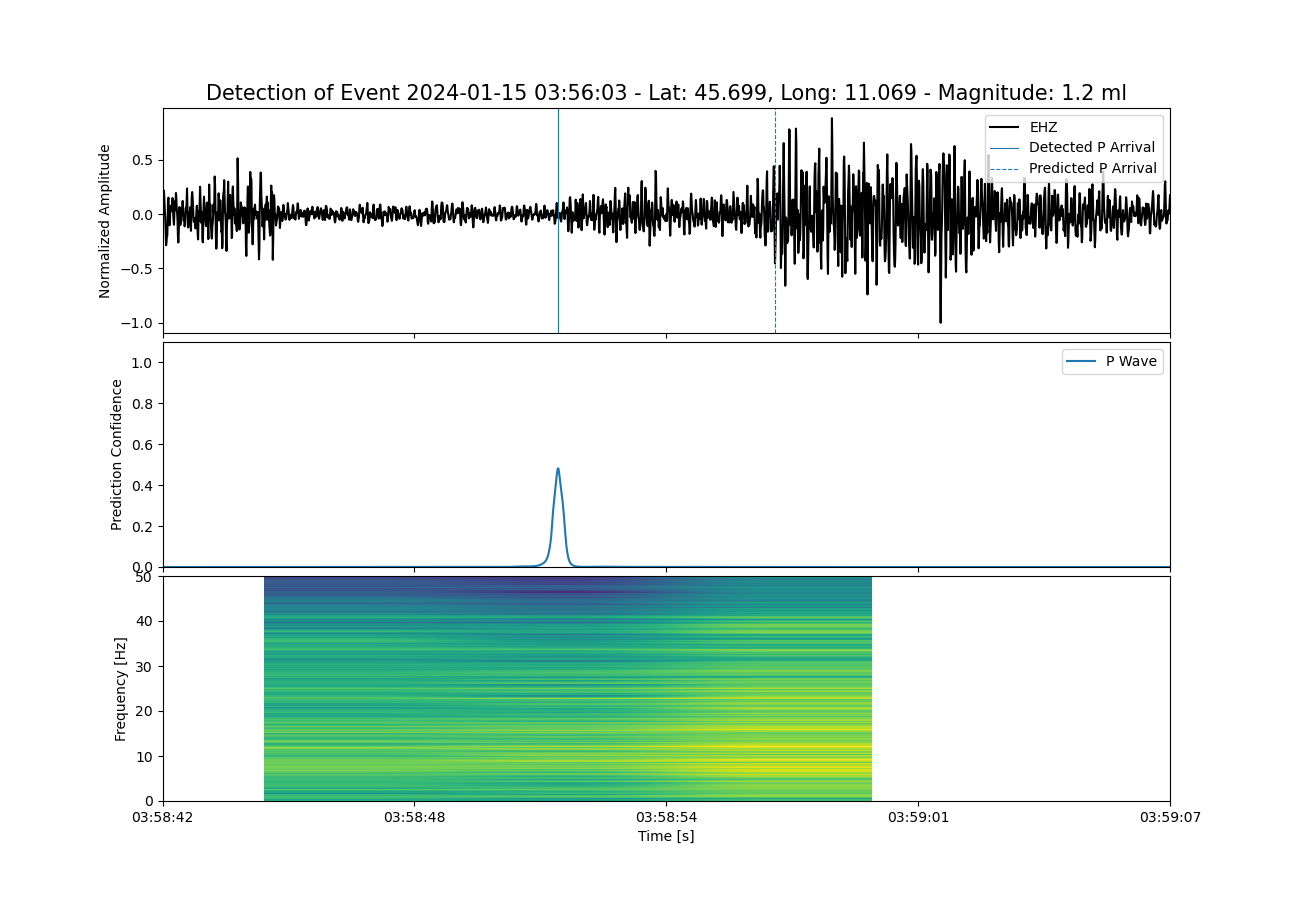 Detection of Event 2024-01-15 03:56:03 - Lat: 45.699, Long: 11.069 - Magnitude: 1.2 ml
Normalized Amplitude
0.5
0.0
−0.5
−1.0
EHZ
Detected P Arrival
Predicted P Arrival
Prediction Confidence
1.0
0.8
0.6
0.4
0.2
0.0
P Wave
Frequency [Hz]
50
40
30
20
10
0
03:58:42 03:58:48 03:58:54 03:59:01 03:59:07
Time [s]